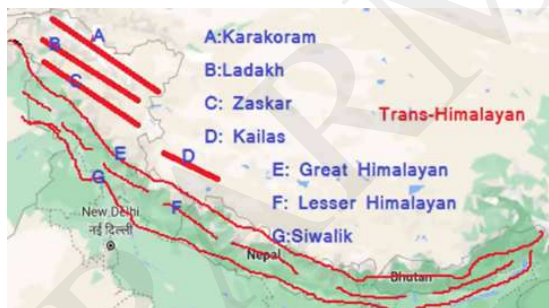 A
B
C
D
E
F
G
A:Karakoram
B:Ladakh
C: Zaskar
D: Kailas
E: Great Himalayan
F: Lesser Himalayan
G:Siwalik
Trans-Himalayan
New Delhi
नई दिल्ली
Nepal
Bhutan